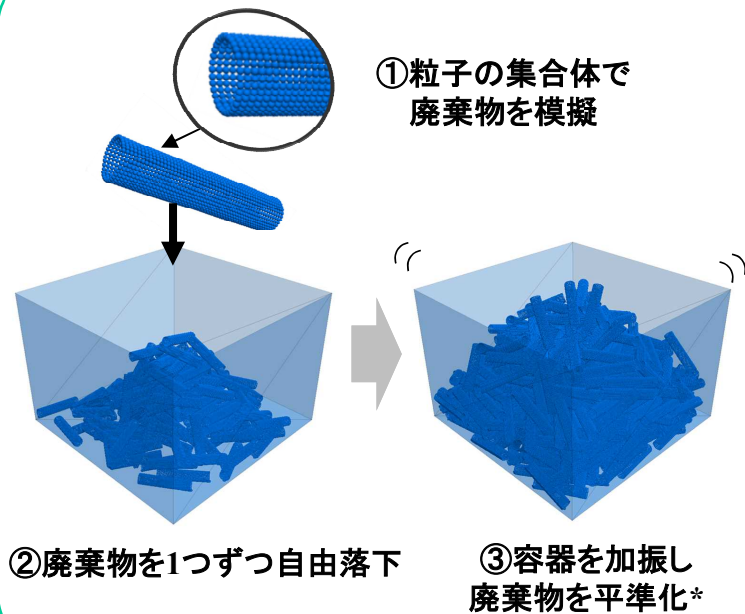 ①粒子の集合体で
廃棄物を模擬
②廃棄物を1つずつ自由落下
③容器を加振し
廃棄物を平準化*